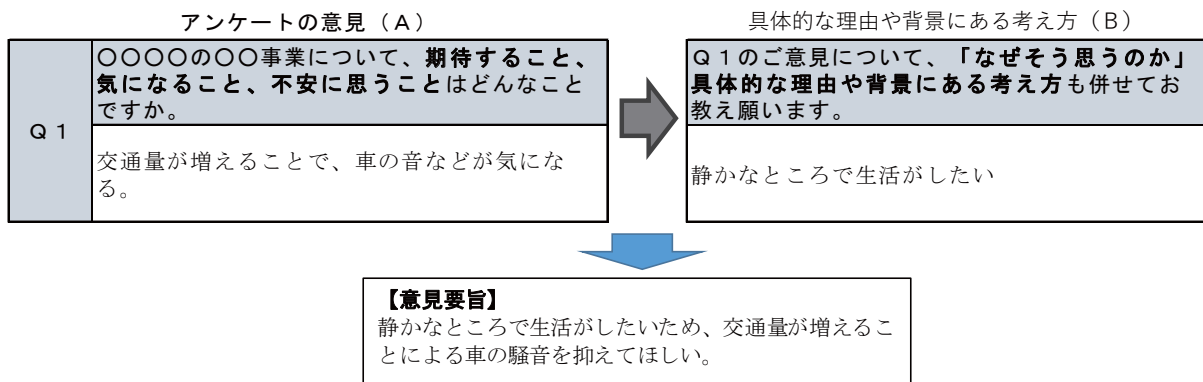 アンケートの意見（Ａ）
具体的な理由や背景にある考え方（Ｂ）
Ｑ１
〇〇〇〇の〇〇事業について、期待すること、
気になること、不安に思うことはどんなこと
ですか。
交通量が増えることで、車の音などが気にな
る。
Ｑ１のご意見について、「なぜそう思うのか」
具体的な理由や背景にある考え方も併せてお
教え願います。
静かなところで生活がしたい
【意見要旨】
静かなところで生活がしたいため、交通量が増えるこ
とによる車の騒音を抑えてほしい。